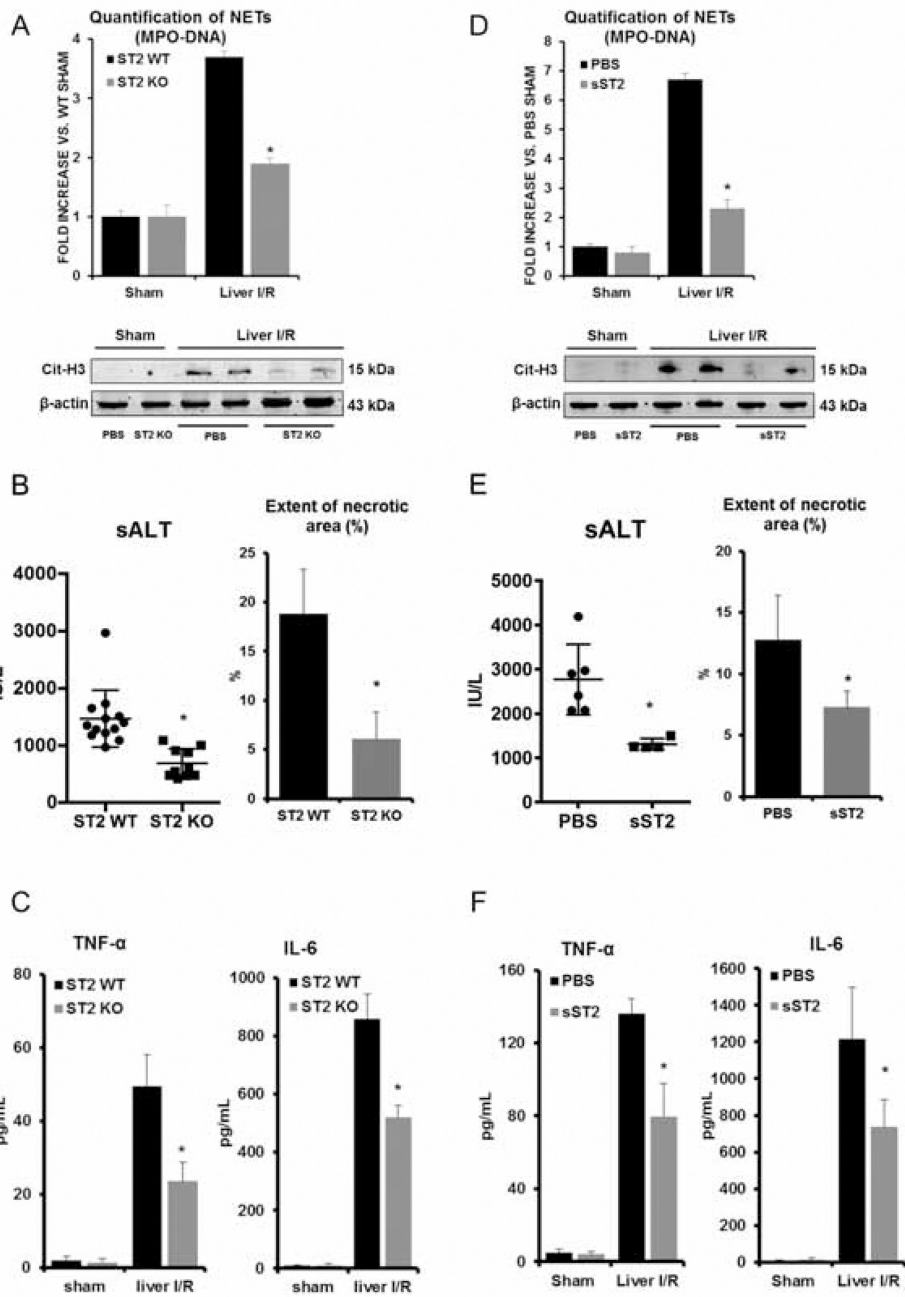 A
Quantification of NETs
(MPO-DNA)
FOLD INCREASE VS. WT SHAM
4
3
2
1
0
ST2 WT
ST2 KO
*
Sham
Liver I/R
Sham
Liver I/R
Cit-H3
15 kDa
β-actin
43 kDa
PBS
ST2 KO
PBS
ST2 KO
D
Quatification of NETs
(MPO-DNA)
FOLD INCREASE VS. PBS SHAM
8
7
6
5
4
3
2
1
0
PBS
sST2
*
Sham
Liver I/R
Sham
Liver I/R
Cit-H3
15 kDa
β-actin
43 kDa
PBS
sST2
PBS
sST2
B
sALT
4000
3000
2000
1000
0
*
ST2 WT
ST2 KO
Extent of necrotic
area (%)
%
25
20
15
10
5
0
*
ST2 WT
ST2 KO
E
sALT
IU/L
5000
4000
3000
2000
1000
0
*
PBS
sST2
Extent of necrotic
area (%)
%
20
15
10
5
0
*
PBS
sST2
C
TNF-α
pg/mL
80
60
40
20
0
ST2 WT
ST2 KO
*
sham
liver I/R
IL-6
pg/mL
1000
800
600
400
200
0
ST2 WT
ST2 KO
*
sham
liver I/R
F
TNF-α
pg/mL
160
120
80
40
0
PBS
sST2
*
Sham
Liver I/R
IL-6
pg/mL
1600
1400
1200
1000
800
600
400
200
0
PBS
sST2
*
Sham
Liver I/R